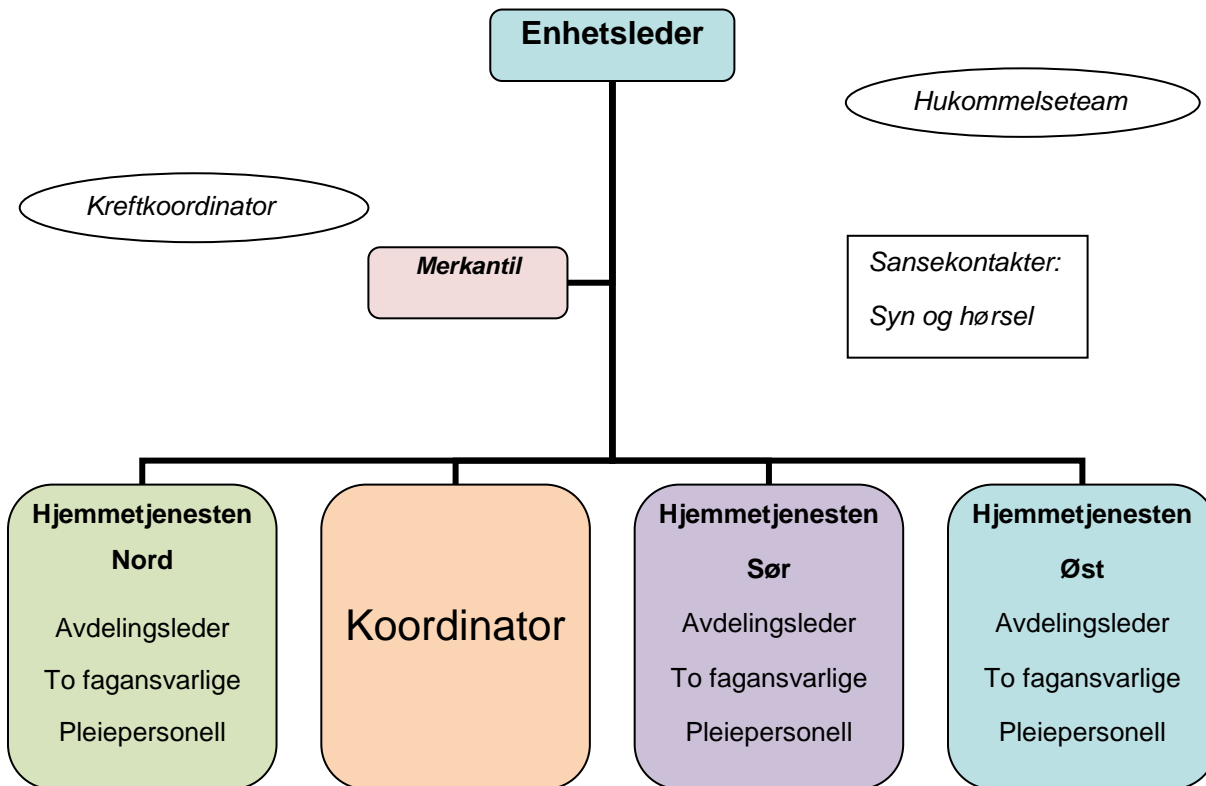 Enhetsleder
Hukommelseteam
Kreftkoordinator
Merkantil
Sansekontakter:
Syn og hørsel
Hjemmetjenesten
Nord
Avdelingsleder
To fagansvarlige
Pleiepersonell
Koordinator
Hjemmetjenesten
Sør
Avdelingsleder
To fagansvarlige
Pleiepersonell
Hjemmetjenesten
Øst
Avdelingsleder
To fagansvarlige
Pleiepersonell